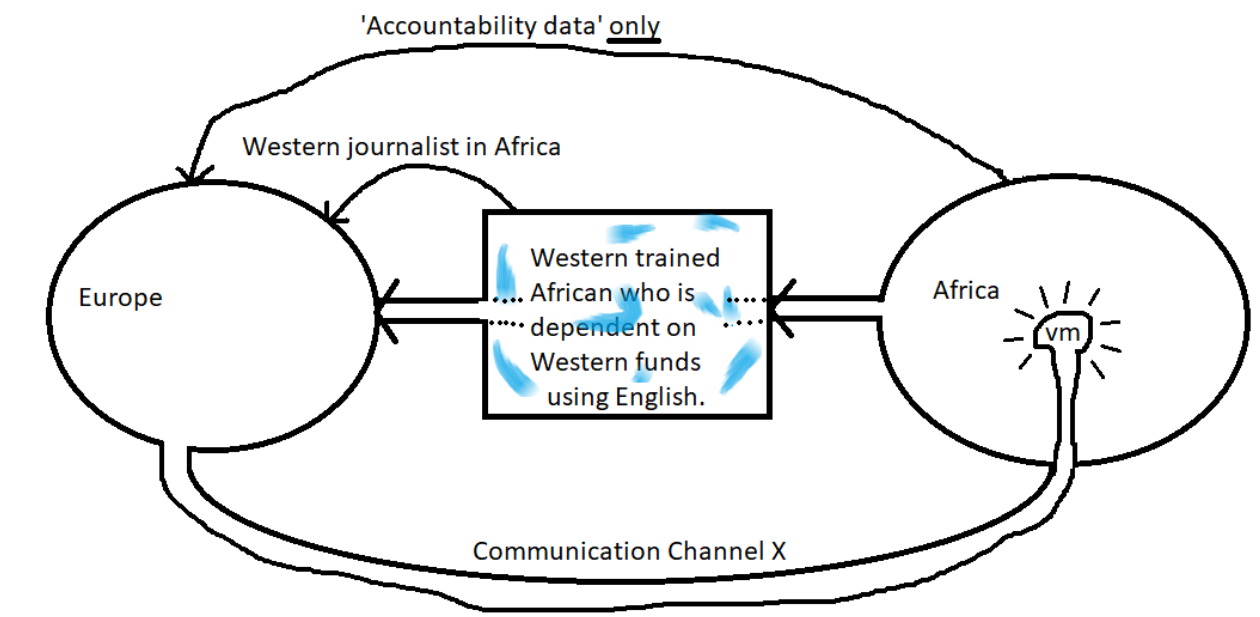 'Accountability data' only
Western journalist in Africa
Europe
Western trained
African who is
dependent on
Western funds
using English.
Africa
vm
Communication Channel X